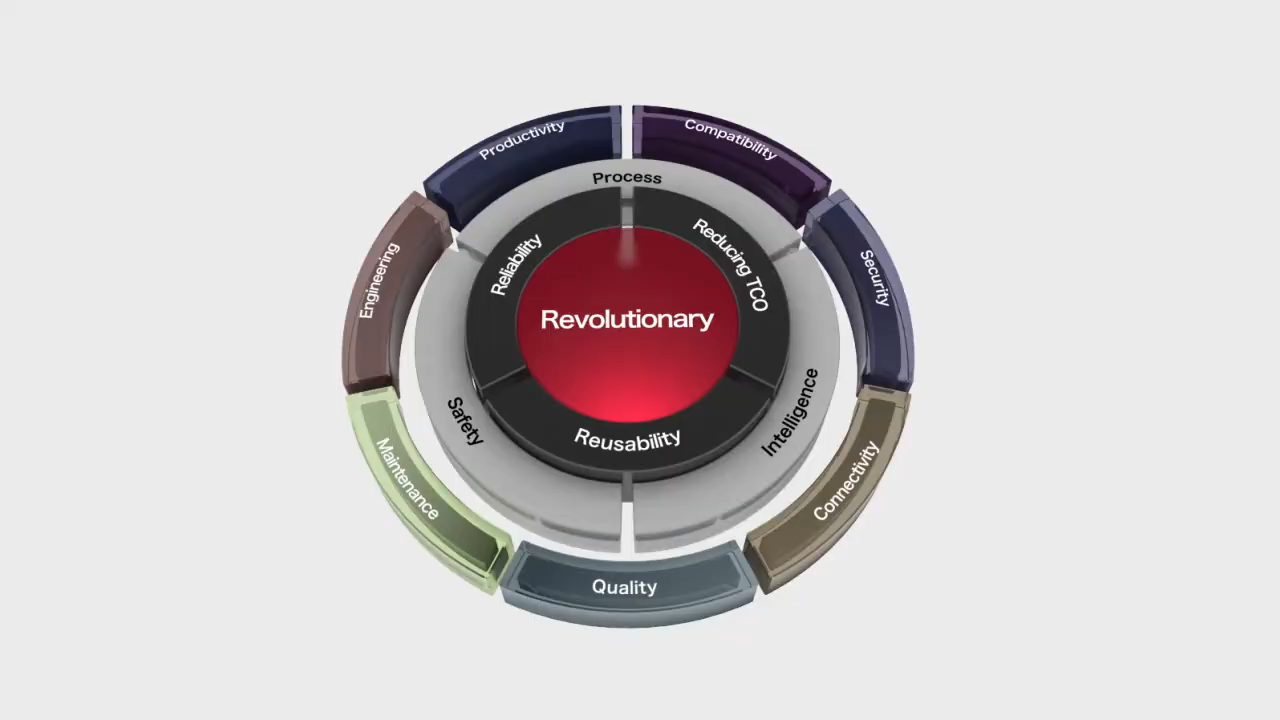 Productivity
Compatibility
Process
Reliability
Reducing TCO
Engineering
Security
Revolutionary
Safety
Intelligence
Reusability
Maintenance
Connectivity
Quality